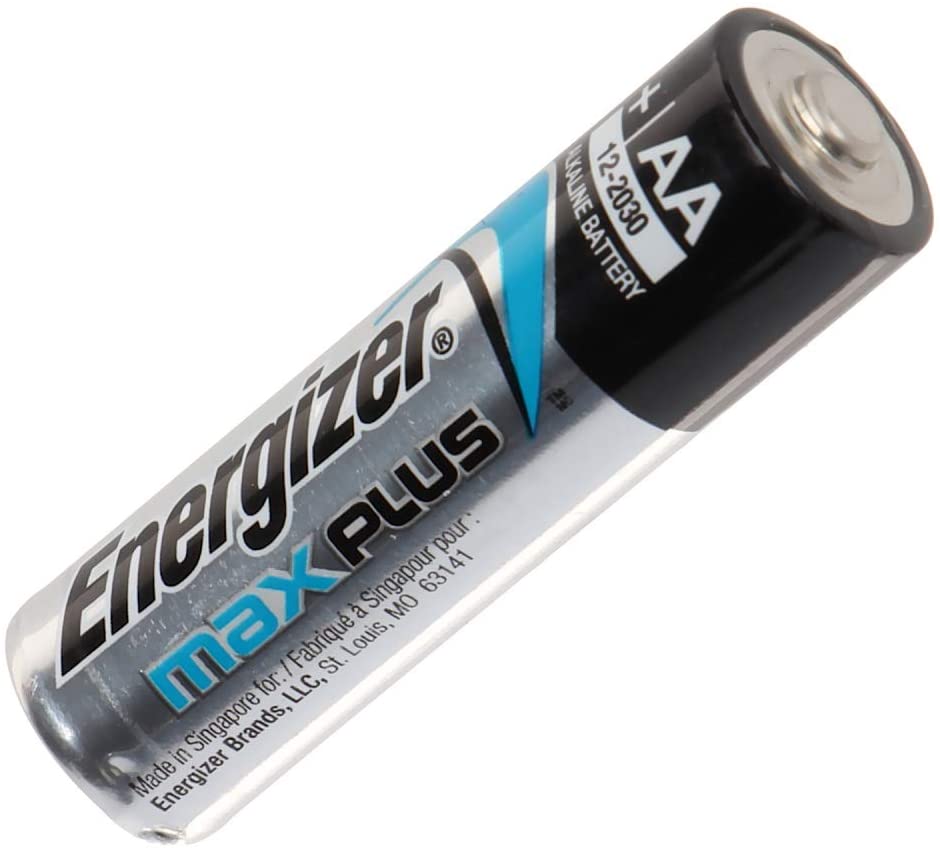 Energizer®
max PLUS
Made in Singapore for: / Fabriqué à Singapour pour :
Energizer Brands, LLC, St. Louis, MO 63141
+ AA
12-2030
ALKALINE BATTERY